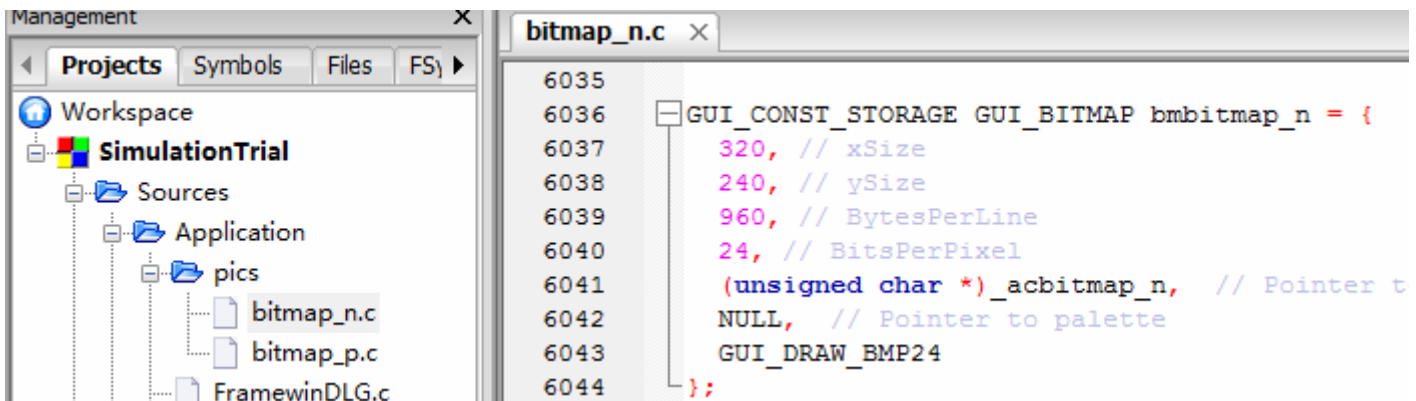 Management X
Projects Symbols Files FSy
Workspace
SimulationTrial
Sources
Application
pics
bitmap_n.c
bitmap_p.c
FramewinDLG.c
bitmap_n.c
6035
6036 GUI_CONST_STORAGE GUI_BITMAP bmbitmap_n = {
6037 320, // xSize
6038 240, // ySize
6039 960, // BytesPerLine
6040 24, // BitsPerPixel
6041 (unsigned char *)_acbitmap_n, // Pointer t
6042 NULL, // Pointer to palette
6043 GUI_DRAW_BMP24
6044 };